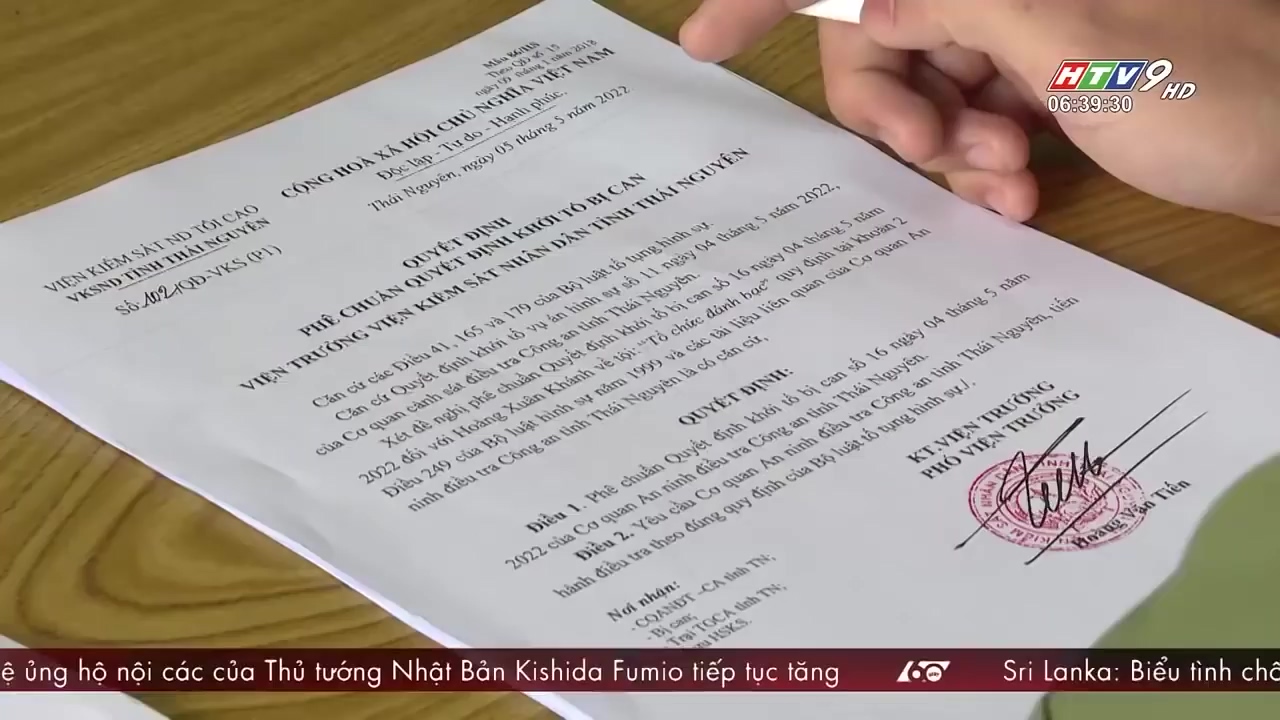 HTV9 HD
06:39:30
Mẫu 86/HS
Theo QĐ số 15
ngày 09 tháng 1 năm 2018
VIỆN KIỂM SÁT ND TỐI CAO
VKSND TỈNH THÁI NGUYÊN
Số 102/QĐ-VKS (P1)
CỘNG HOÀ XÃ HỘI CHỦ NGHĨA VIỆT NAM
Độc lập - Tự do - Hạnh phúc.
Thái Nguyên, ngày 05 tháng 5 năm 2022
QUYẾT ĐỊNH
PHÊ CHUẨN QUYẾT ĐỊNH KHỞI TỐ BỊ CAN
VIỆN TRƯỞNG VIỆN KIỂM SÁT NHÂN DÂN TỈNH THÁI NGUYÊN
Căn cứ các Điều 41, 165 và 179 của Bộ luật tố tụng hình sự.
Căn cứ Quyết định khởi tố vụ án hình sự số 11 ngày 04 tháng 5 năm 2022,
của Cơ quan cảnh sát điều tra Công an tỉnh Thái Nguyên.
Xét đề nghị phê chuẩn Quyết định khởi tố bị can số 16 ngày 04 tháng 5 năm
2022 đối với Hoàng Xuân Khánh về tội: "Tổ chức đánh bạc" quy định tại Khoản 2
Điều 249 của Bộ luật hình sự năm 1999 và các tài liệu liên quan của Cơ quan An
ninh điều tra Công an tỉnh Thái Nguyên là có căn cứ,
QUYẾT ĐỊNH:
Điều 1. Phê chuẩn Quyết định khởi tố bị can số 16 ngày 04 tháng 5 năm
2022 của Cơ quan An ninh điều tra Công an tỉnh Thái Nguyên.
Điều 2. Yêu cầu Cơ quan An ninh điều tra Công an tỉnh Thái Nguyên, tiến
hành điều tra theo đúng quy định của Bộ luật tố tụng hình sự./.
Nơi nhận:
- CQANĐT –CA tỉnh TN;
- Bị can;
- Trại TGCA tỉnh TN;
HSKS.
KT.VIỆN TRƯỞNG
PHÓ VIỆN TRƯỞNG
Hoàng Văn Tiến
ủng hộ nội các của Thủ tướng Nhật Bản Kishida Fumio tiếp tục tăng
60 giây
Sri Lanka: Biểu tình